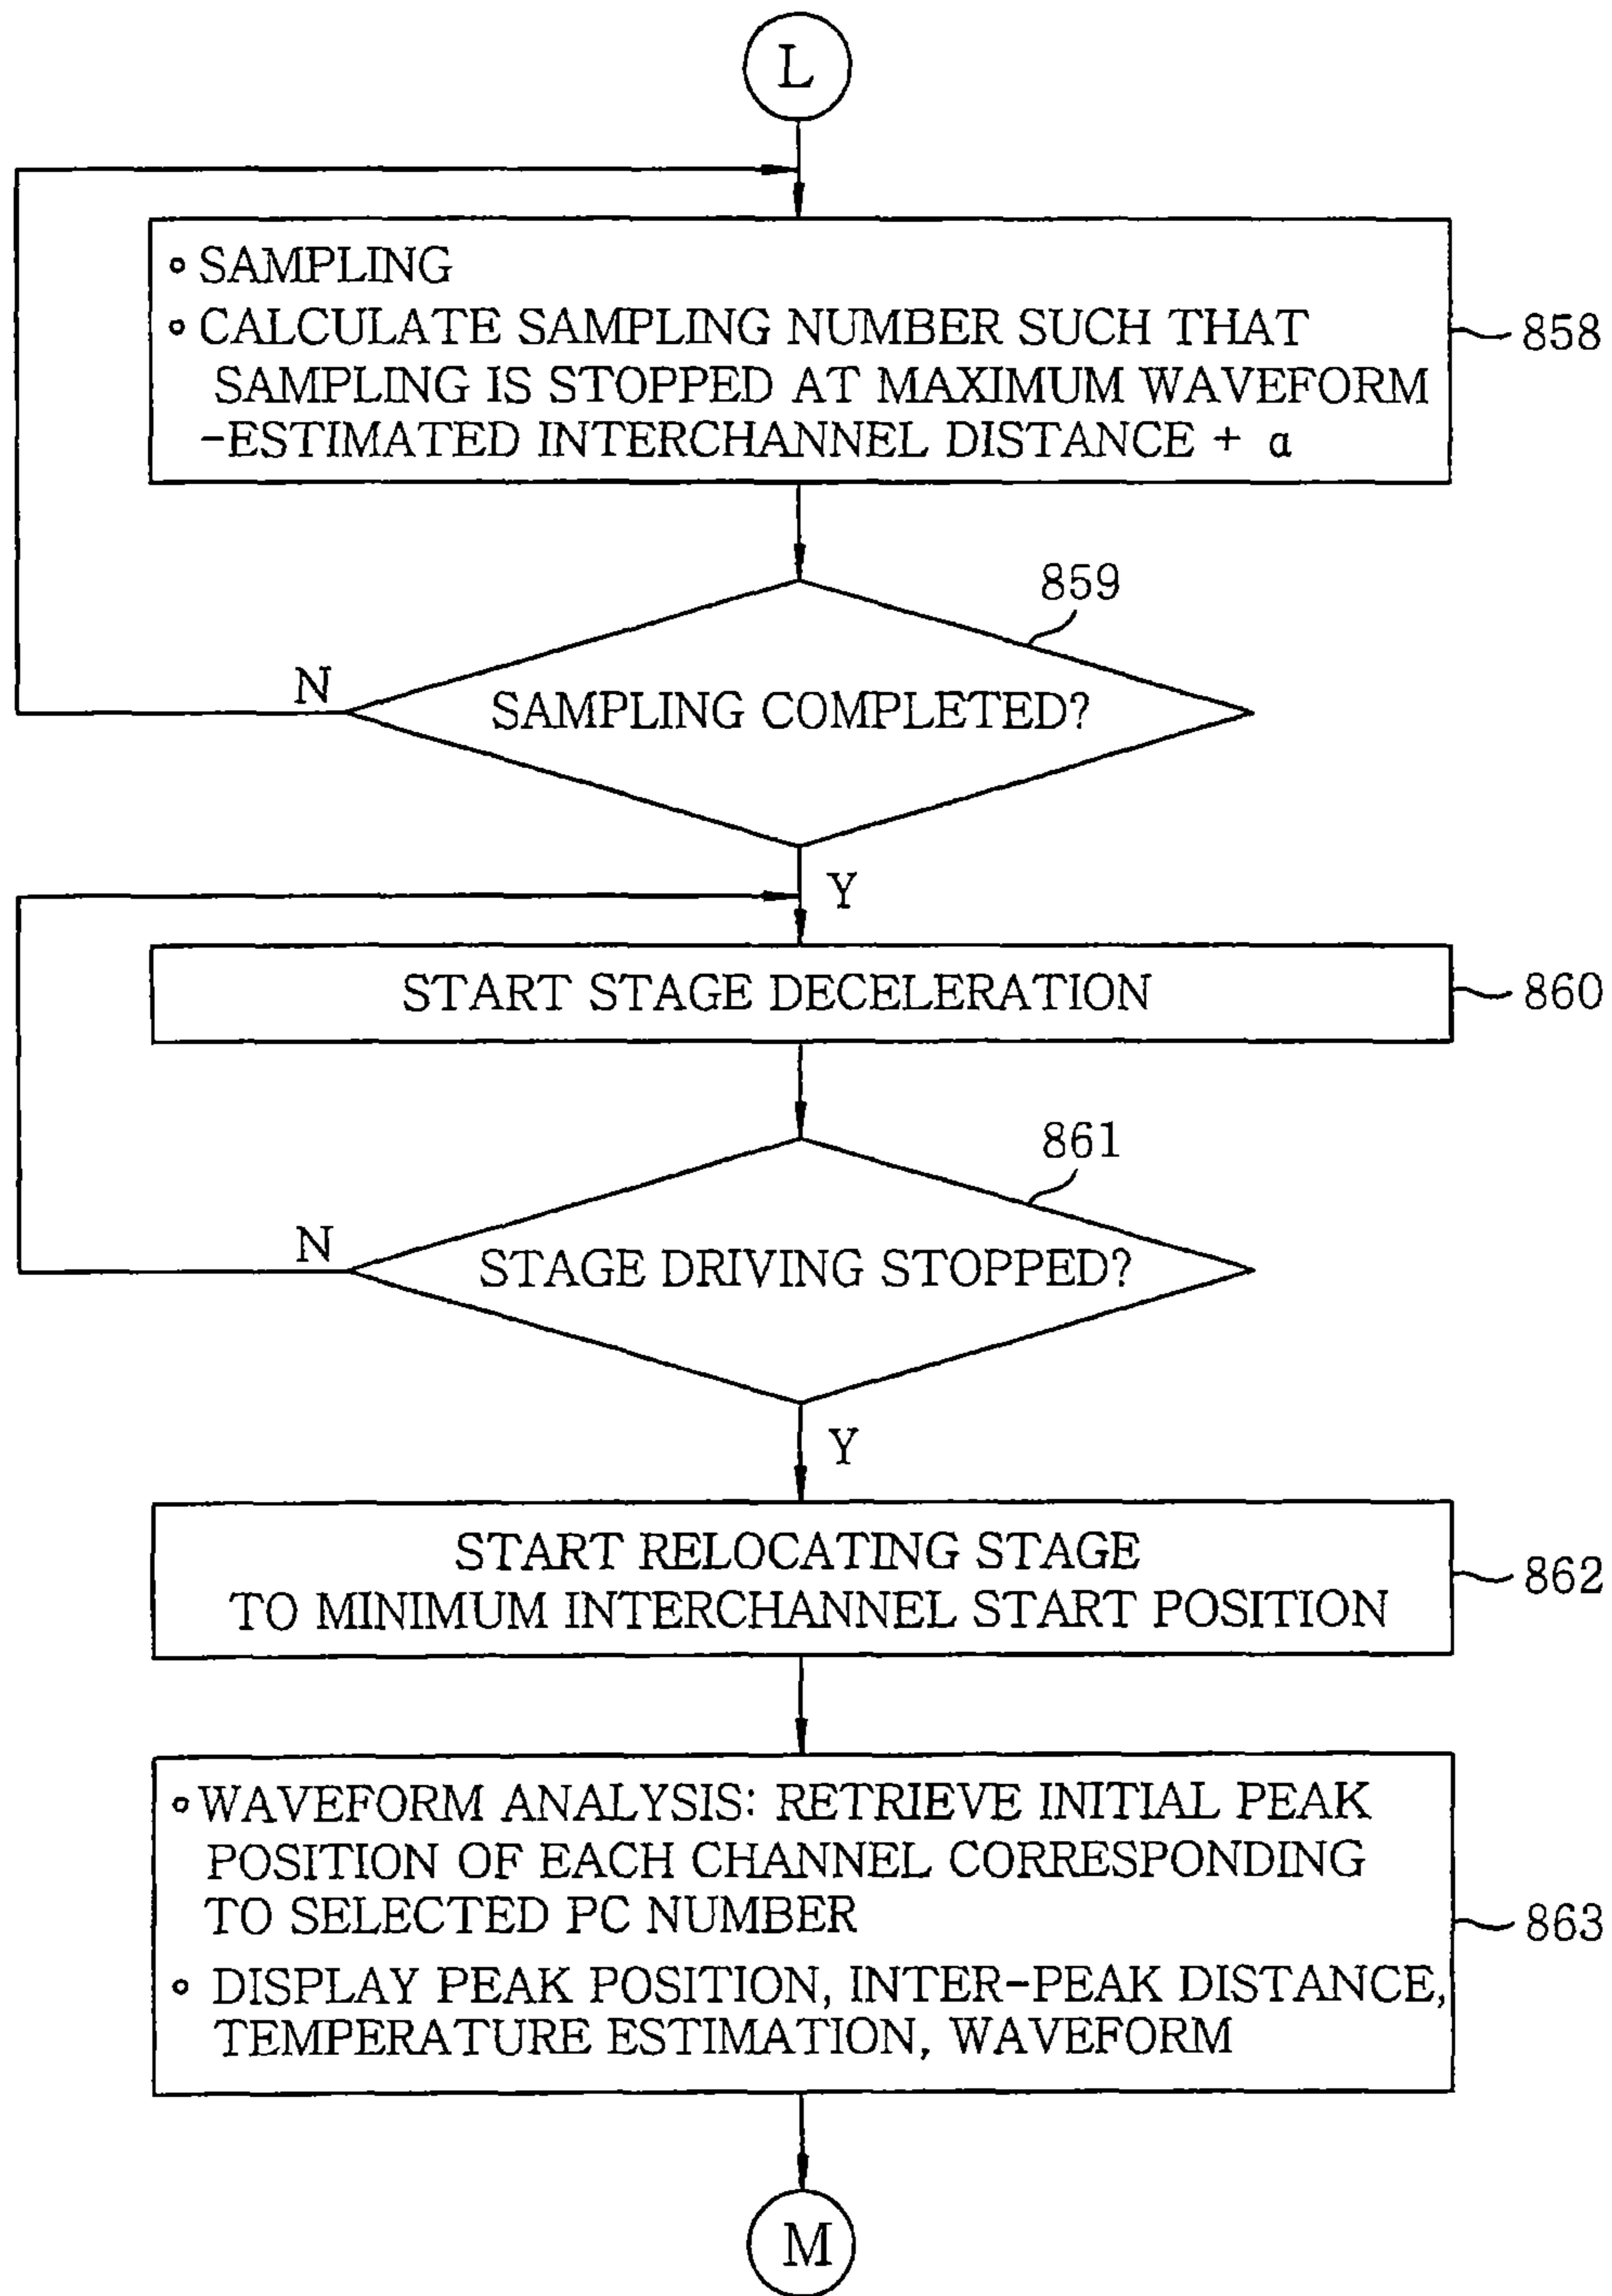 L
◦ SAMPLING
◦ CALCULATE SAMPLING NUMBER SUCH THAT
SAMPLING IS STOPPED AT MAXIMUM WAVEFORM
-ESTIMATED INTERCHANNEL DISTANCE + α
858
859
N
SAMPLING COMPLETED?
Y
START STAGE DECELERATION
860
861
N
STAGE DRIVING STOPPED?
Y
START RELOCATING STAGE
TO MINIMUM INTERCHANNEL START POSITION
862
◦ WAVEFORM ANALYSIS: RETRIEVE INITIAL PEAK
POSITION OF EACH CHANNEL CORRESPONDING
TO SELECTED PC NUMBER
863
◦ DISPLAY PEAK POSITION, INTER-PEAK DISTANCE,
TEMPERATURE ESTIMATION, WAVEFORM
M